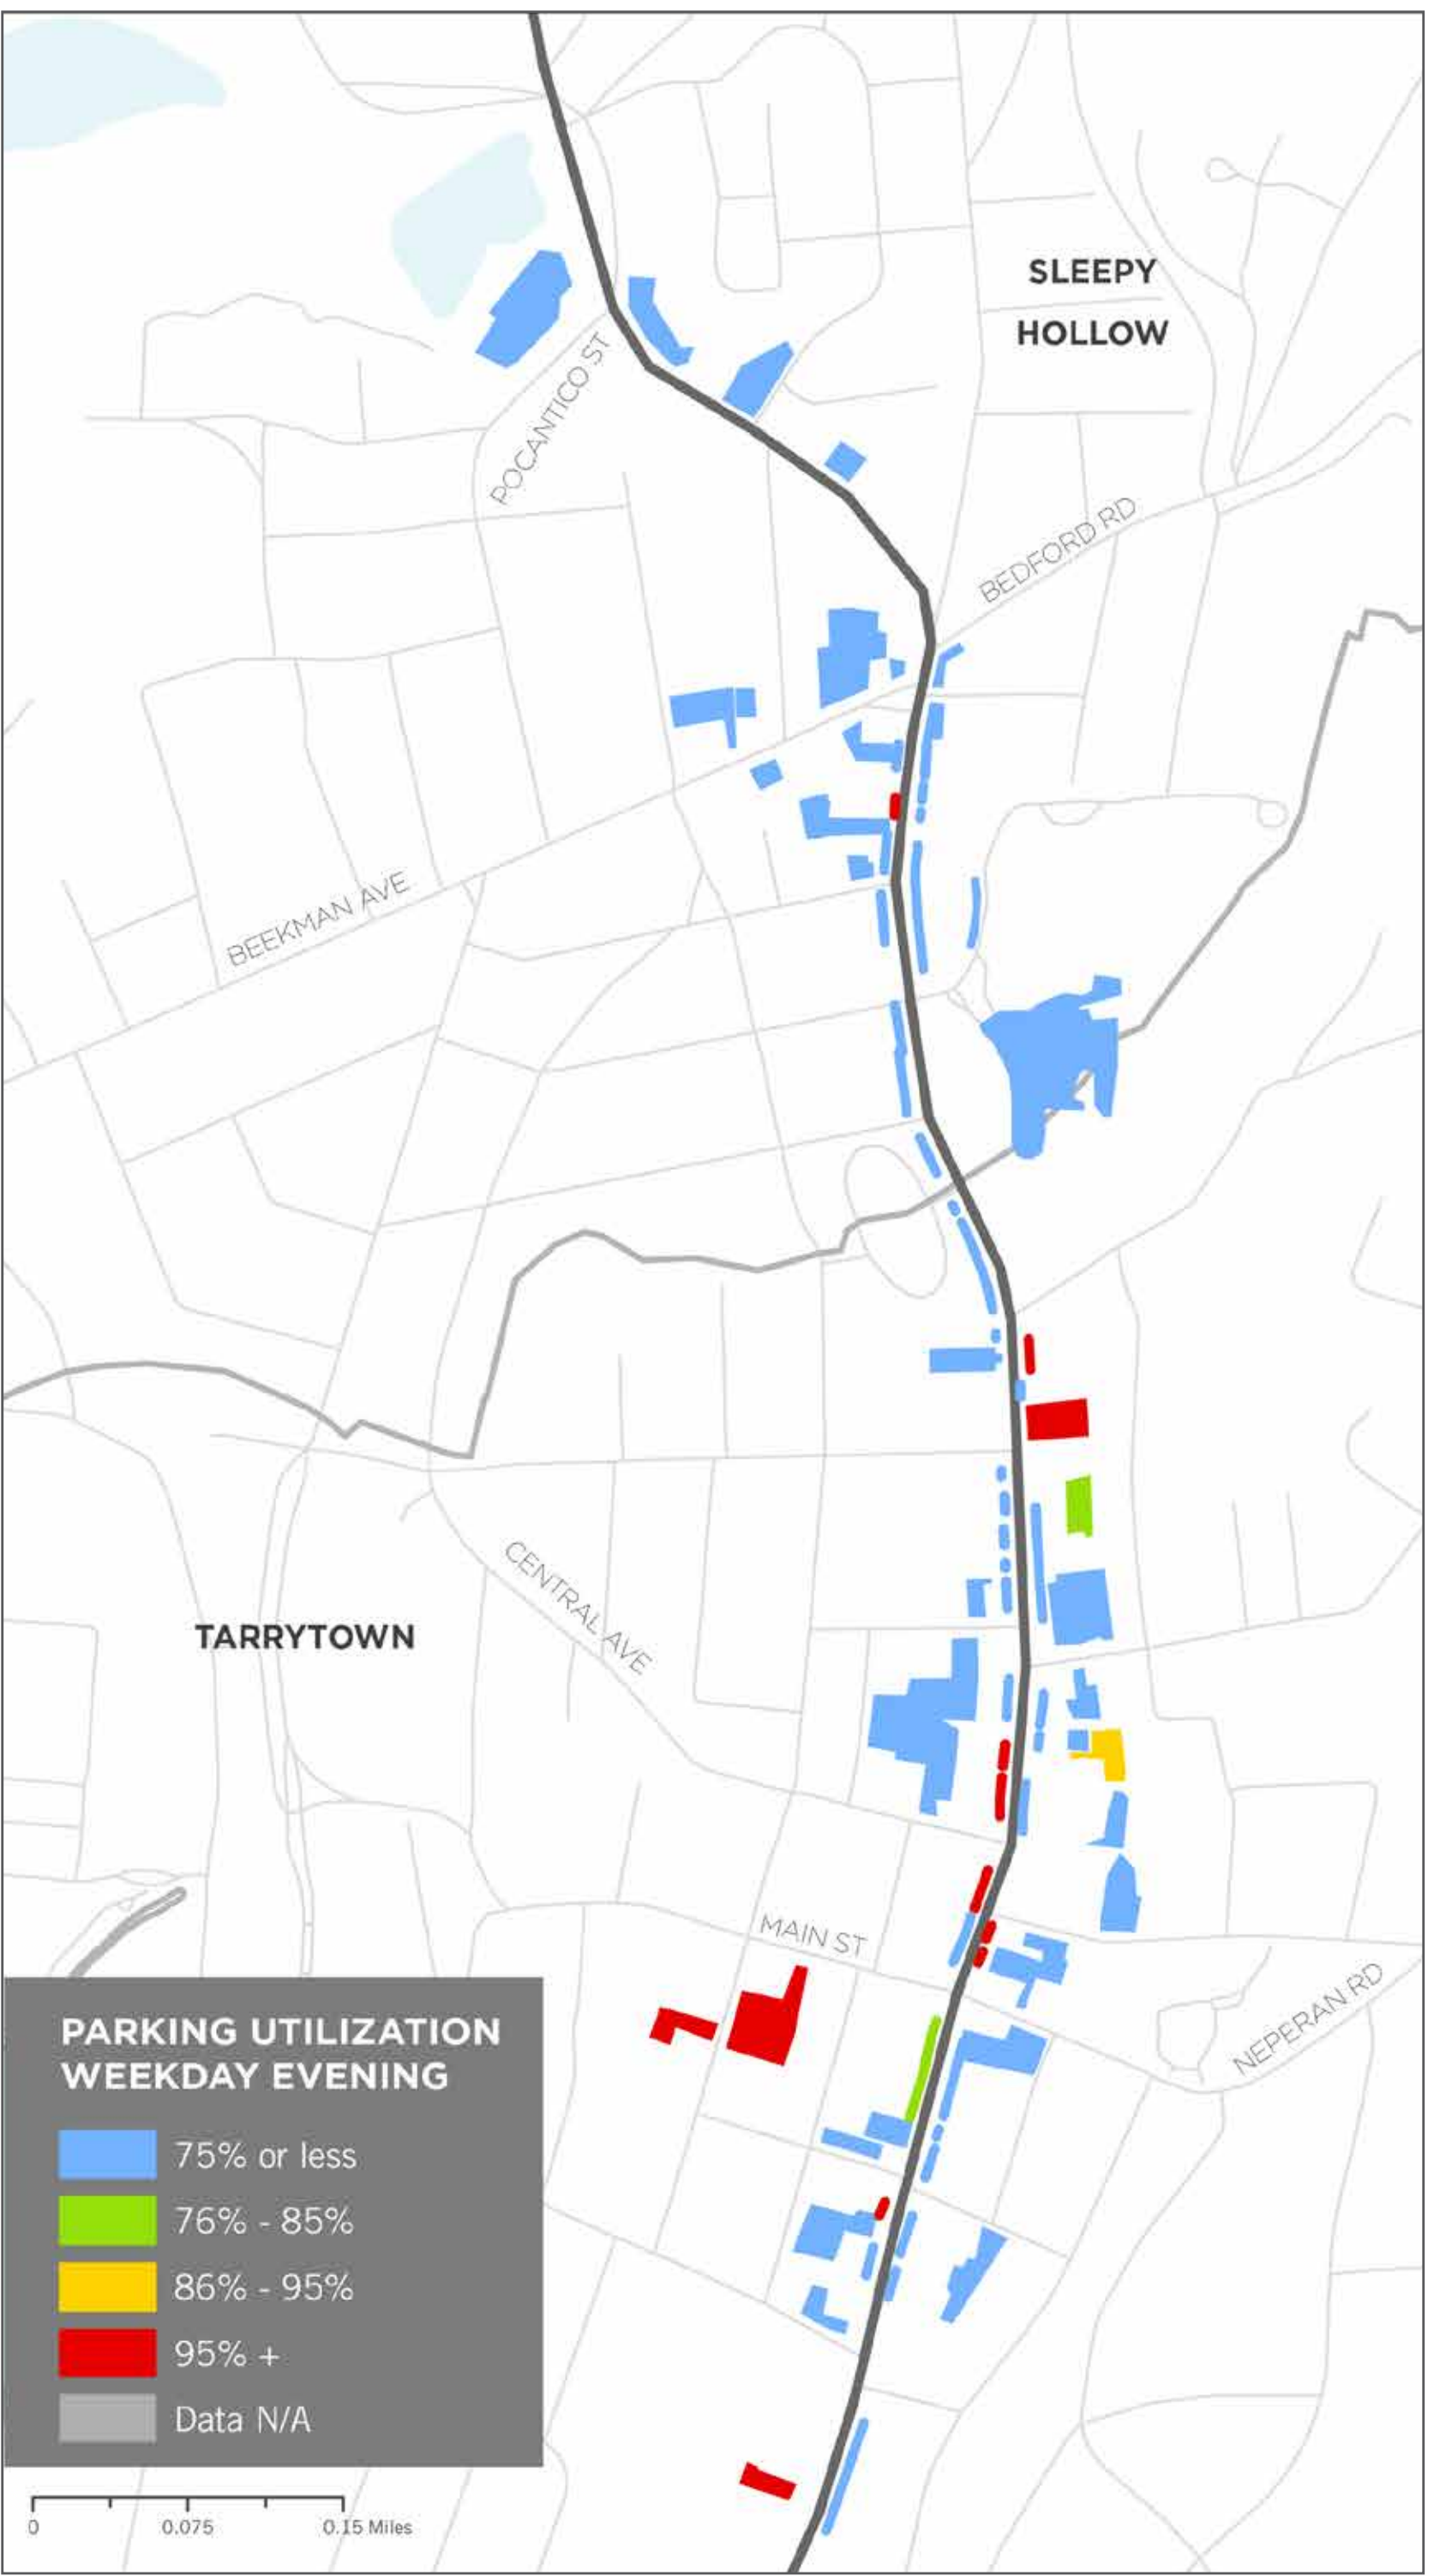 SLEEPY
HOLLOW
POCANTICO ST
BEDFORD RD
BEEKMAN AVE
CENTRAL AVE
TARRYTOWN
MAIN ST
NEPERAN RD
PARKING UTILIZATION
WEEKDAY EVENING
75% or less
76% - 85%
86% - 95%
95% +
Data N/A
0 0.075 0.15 Miles